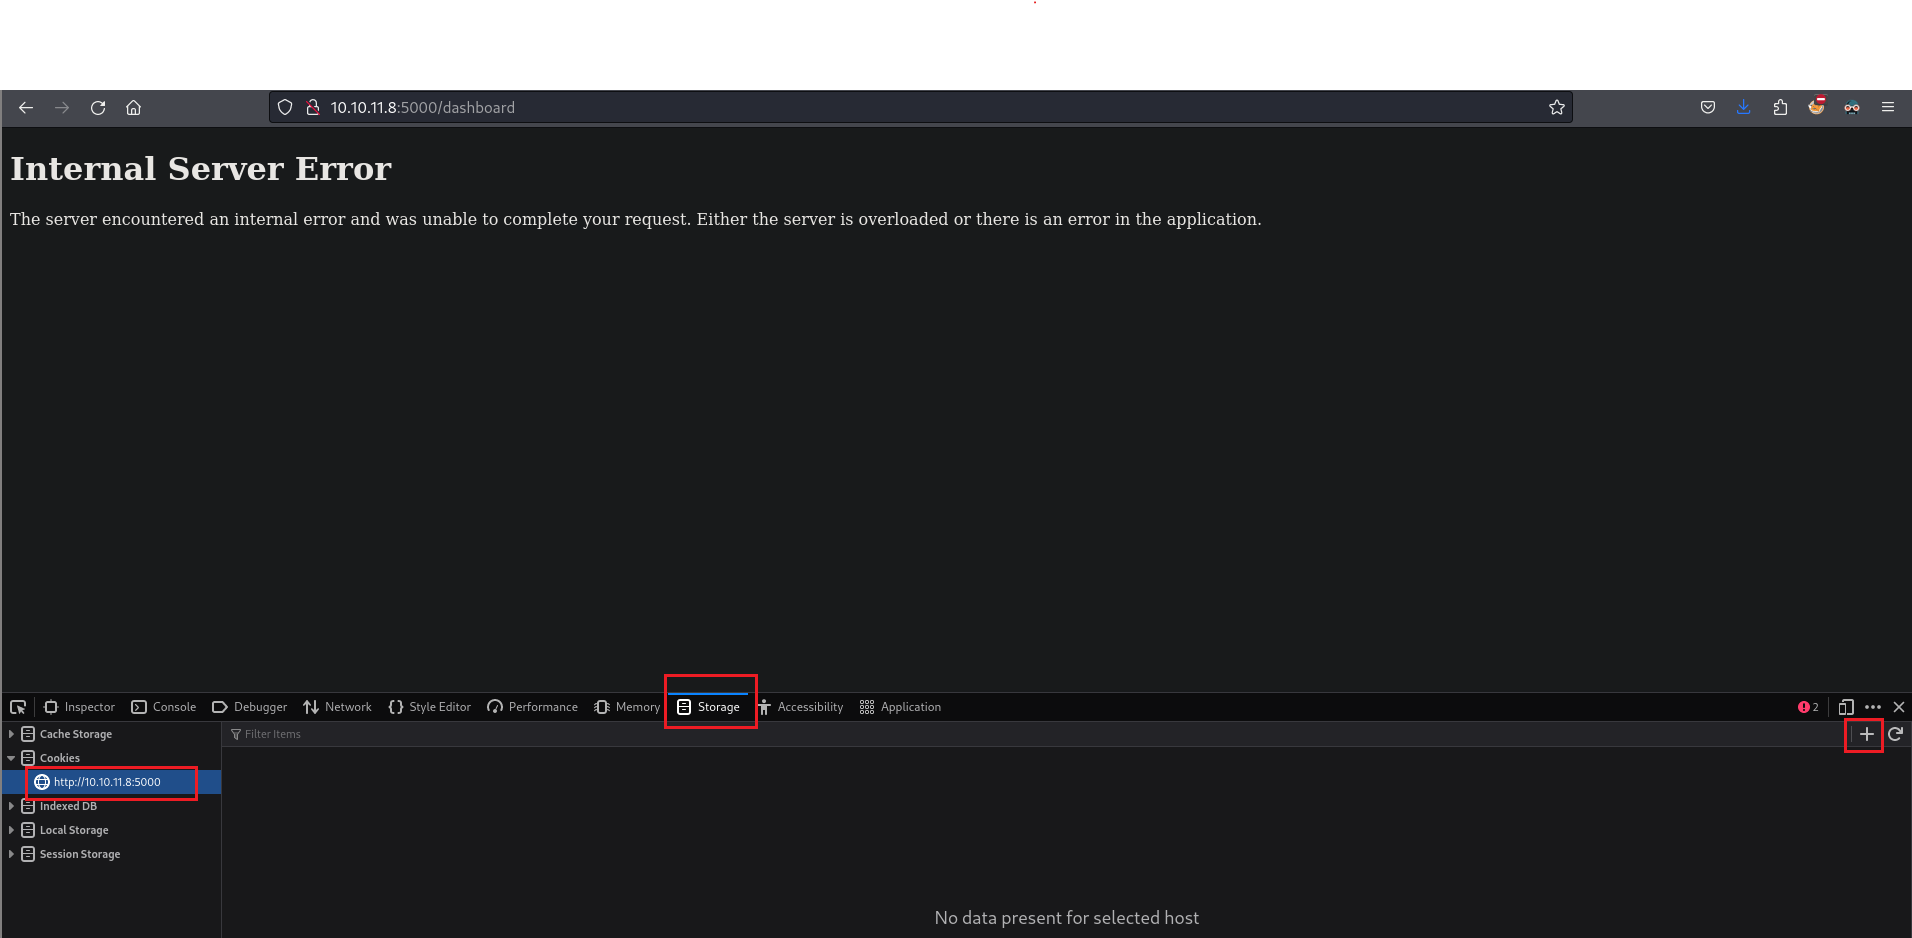 10.10.11.8:5000/dashboard
Internal Server Error
The server encountered an internal error and was unable to complete your request. Either the server is overloaded or there is an error in the application.
Inspector Console Debugger Network Style Editor Performance Memory Storage Accessibility Application 2
Cache Storage
Filter Items
Cookies
http://10.10.11.8:5000
Indexed DB
Local Storage
Session Storage
No data present for selected host